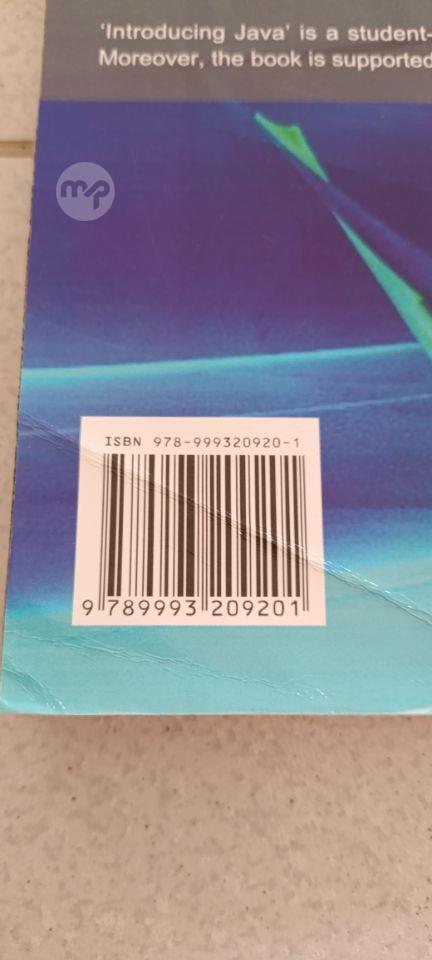 'Introducing Java' is a student-
Moreover, the book is supported
mp
ISBN 978-999320920-1
9 789993 209201